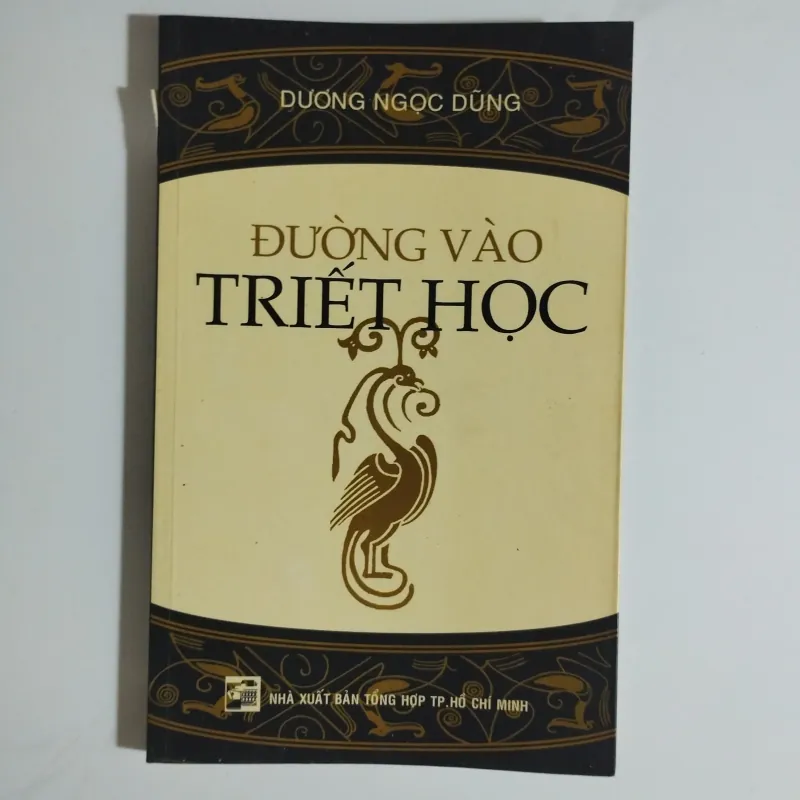 DƯƠNG NGỌC DŨNG
ĐƯỜNG VÀO
TRIẾT HỌC
NHÀ XUẤT BẢN TỔNG HỢP TP.HỒ CHÍ MINH